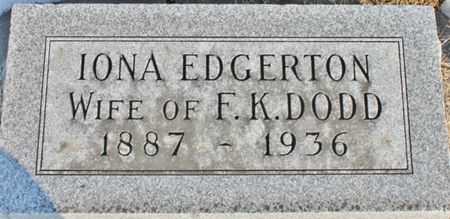 IONA EDGERTON
WIFE OF F.K.DODD
1887 - 1936